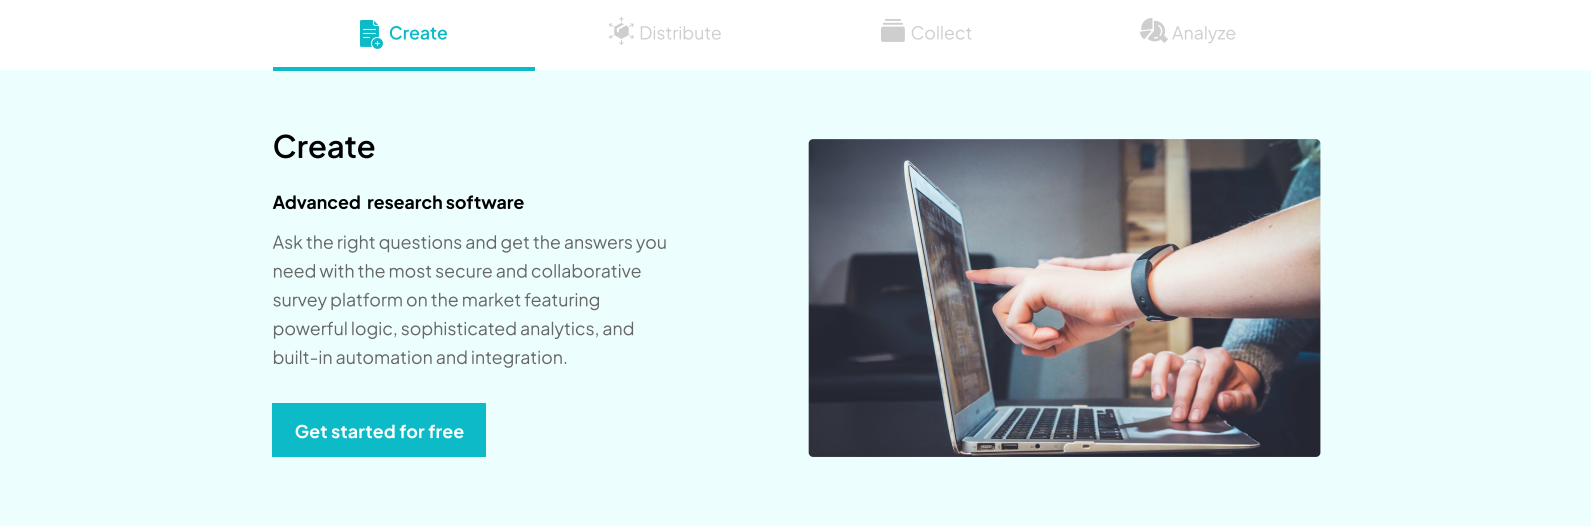 Create
Distribute
Collect
Analyze
Create
Advanced research software
Ask the right questions and get the answers you
need with the most secure and collaborative
survey platform on the market featuring
powerful logic, sophisticated analytics, and
built-in automation and integration.
Get started for free